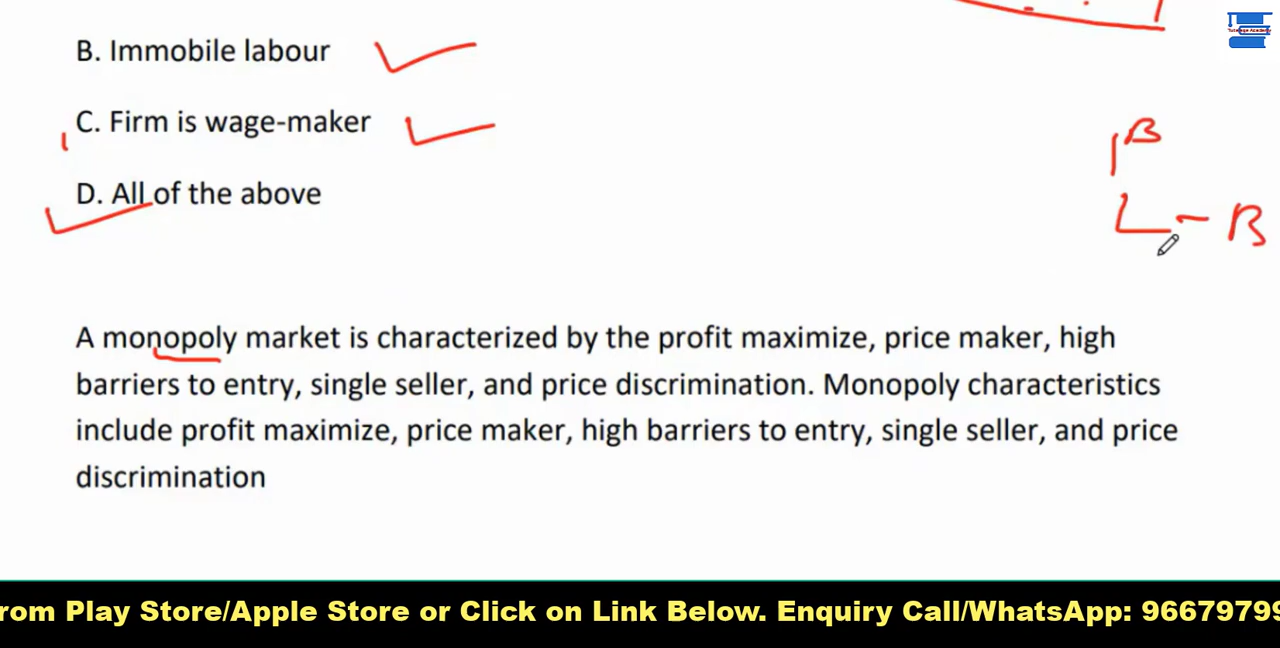 B. Immobile labour
C. Firm is wage-maker
D. All of the above
B
L - B
A monopoly market is characterized by the profit maximize, price maker, high
barriers to entry, single seller, and price discrimination. Monopoly characteristics
include profit maximize, price maker, high barriers to entry, single seller, and price
discrimination
rom Play Store/Apple Store or Click on Link Below. Enquiry Call/WhatsApp: 96679799